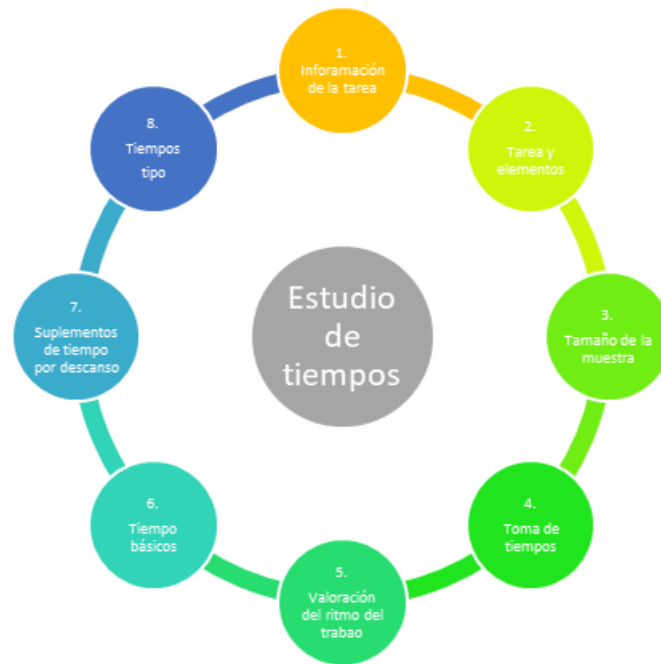 1.
Inforamación
de la tarea
2.
Tarea y
elementos
3.
Tamaño de la
muestra
4.
Toma de
tiempos
5.
Valoración
del ritmo del
trabao
6.
Tiempo
básicos
7.
Suplementos
de tiempo
por descanso
8.
Tiempos
tipo
Estudio
de
tiempos